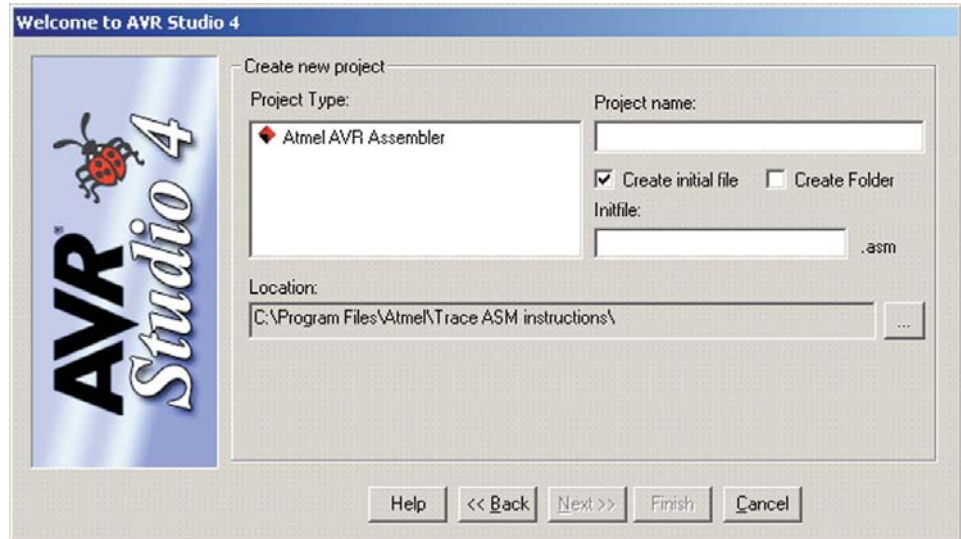 Welcome to AVR Studio 4
AVR®
Studio 4
Create new project
Project Type:
Atmel AVR Assembler
Project name:
Create initial file
Create Folder
Initfile:
.asm
Location:
C:\Program Files\Atmel\Trace ASM instructions\
...
Help
<< Back
Next >>
Finish
Cancel